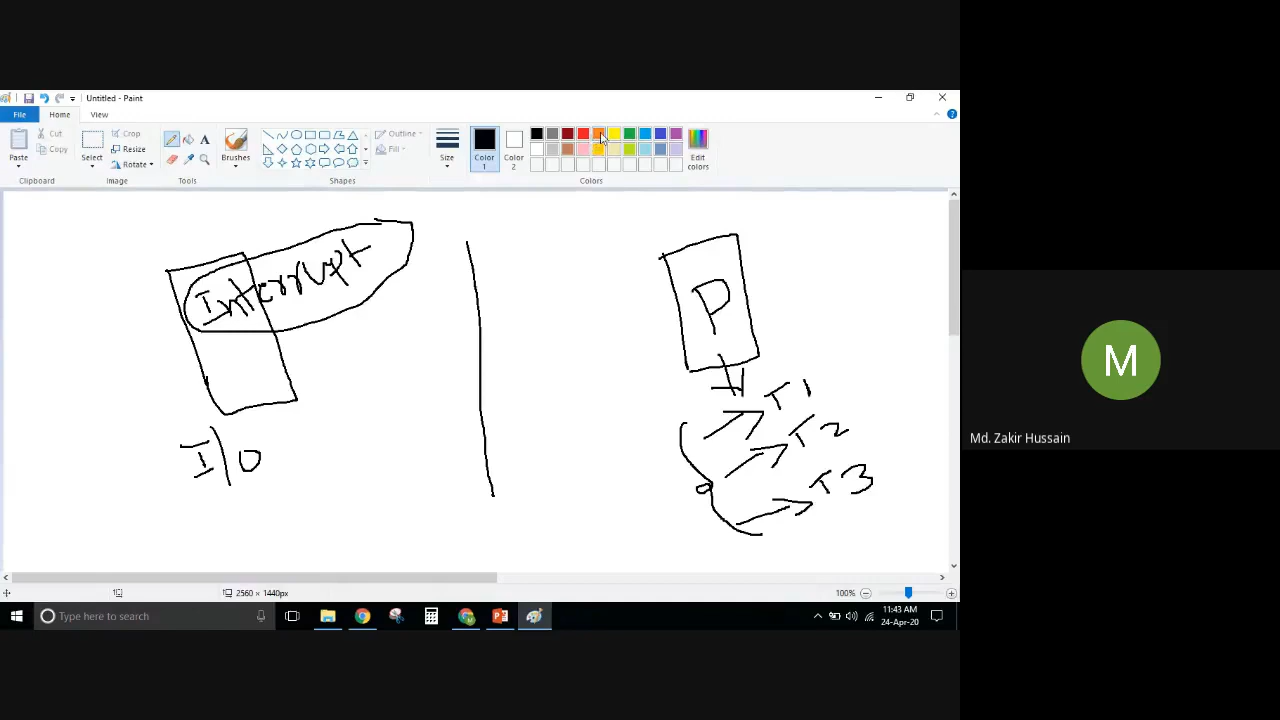 Untitled - Paint
File Home View
Paste
Cut
Copy
Clipboard
Select
Crop
Resize
Rotate
Image
Tools
Brushes
Shapes
Outline
Fill
Size
Color 1
Color 2
Colors
Edit colors
Interrupt
I/O
P
T1
T2
T3
2560 × 1440px
100%
Type here to search
11:43 AM
24-Apr-20
M
Md. Zakir Hussain